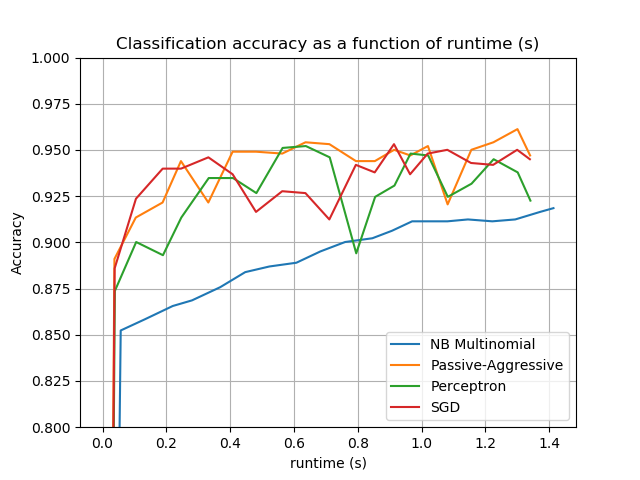 Classification accuracy as a function of runtime (s)
1.000
0.975
0.950
0.925
0.900
0.875
0.850
0.825
0.800
Accuracy
NB Multinomial
Passive-Aggressive
Perceptron
SGD
0.0 0.2 0.4 0.6 0.8 1.0 1.2 1.4
runtime (s)